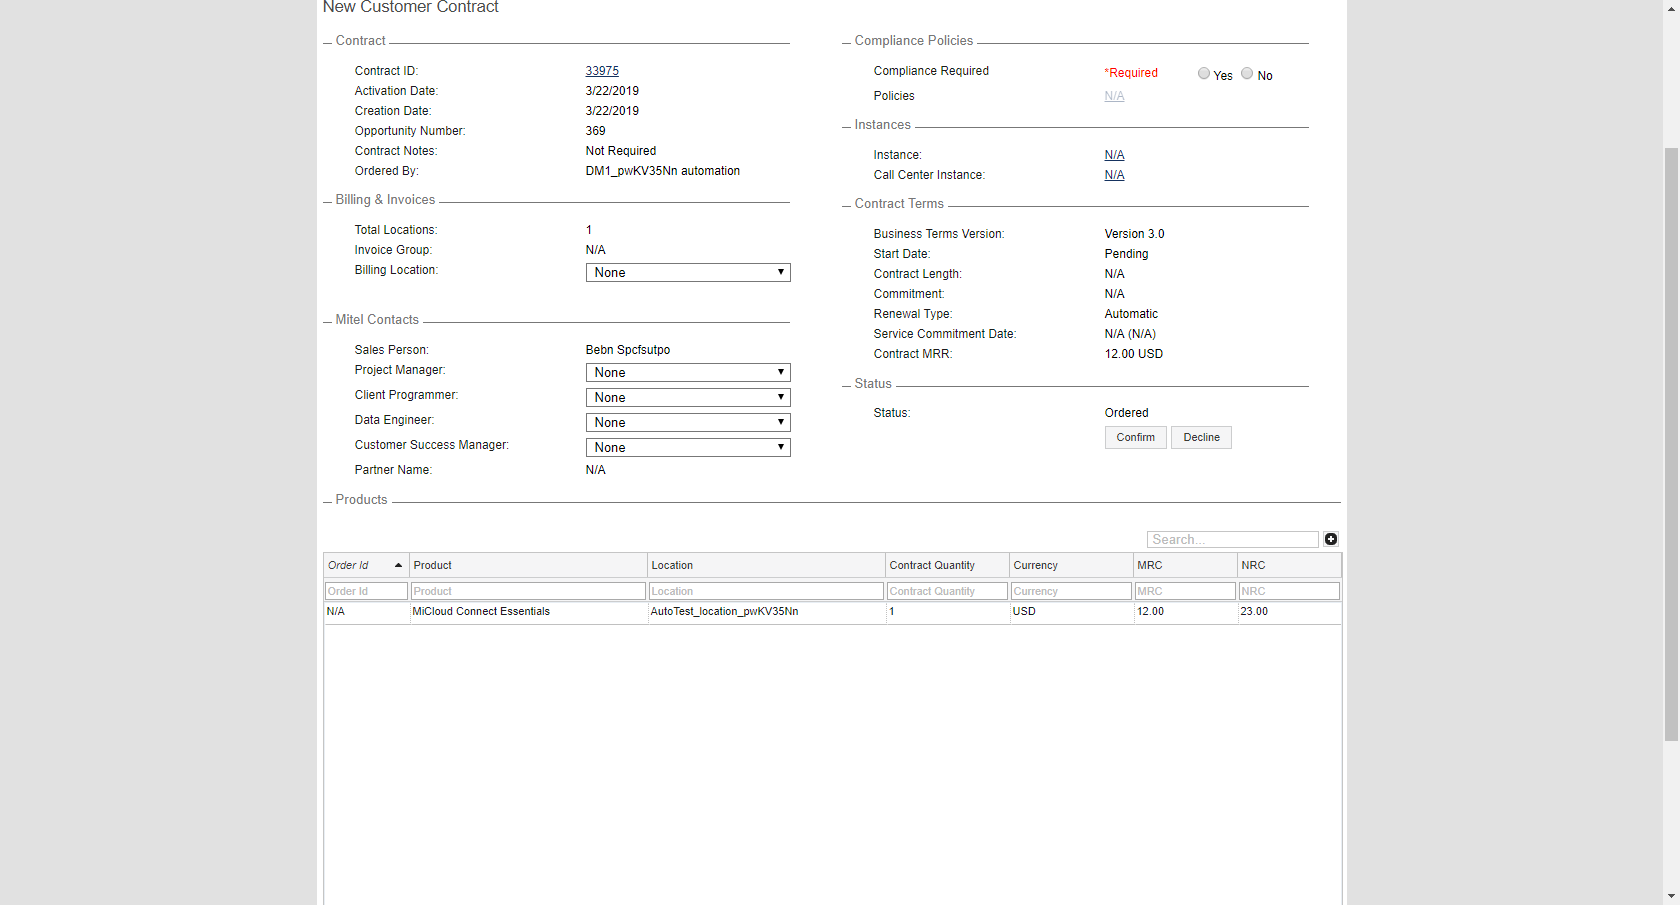 New Customer Contract
Contract
Contract ID: 33975
Activation Date: 3/22/2019
Creation Date: 3/22/2019
Opportunity Number: 369
Contract Notes: Not Required
Ordered By: DM1_pwKV35Nn automation
Billing & Invoices
Total Locations: 1
Invoice Group: N/A
Billing Location: None
Mitel Contacts
Sales Person: Bebn Spcfsutpo
Project Manager: None
Client Programmer: None
Data Engineer: None
Customer Success Manager: None
Partner Name: N/A
Compliance Policies
Compliance Required *Required Yes No
Policies N/A
Instances
Instance: N/A
Call Center Instance: N/A
Contract Terms
Business Terms Version: Version 3.0
Start Date: Pending
Contract Length: N/A
Commitment: N/A
Renewal Type: Automatic
Service Commitment Date: N/A (N/A)
Contract MRR: 12.00 USD
Status
Status: Ordered
Confirm Decline
Products
Search...
Order Id Product Location Contract Quantity Currency MRC NRC
Order Id Product Location Contract Quantity Currency MRC NRC
N/A MiCloud Connect Essentials AutoTest_location_pwKV35Nn 1 USD 12.00 23.00